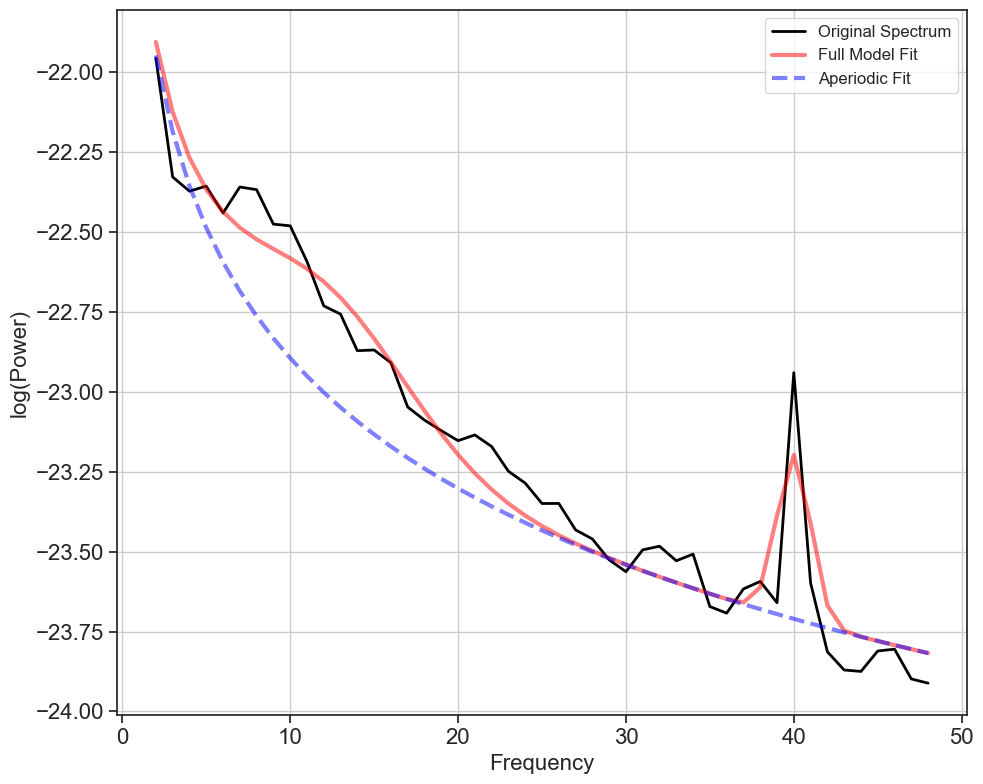 Original Spectrum
Full Model Fit
Aperiodic Fit
−22.00
−22.25
−22.50
−22.75
−23.00
−23.25
−23.50
−23.75
−24.00
log(Power)
0 10 20 30 40 50
Frequency